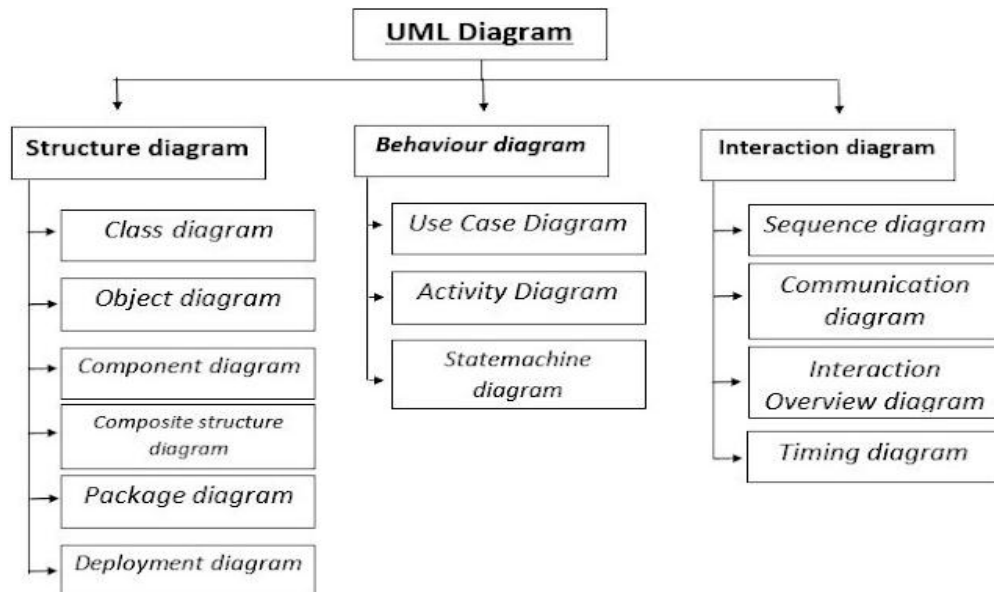 UML Diagram
Structure diagram
Class diagram
Object diagram
Component diagram
Composite structure
diagram
Package diagram
Deployment diagram
Behaviour diagram
Use Case Diagram
Activity Diagram
Statemachine
diagram
Interaction diagram
Sequence diagram
Communication
diagram
Interaction
Overview diagram
Timing diagram